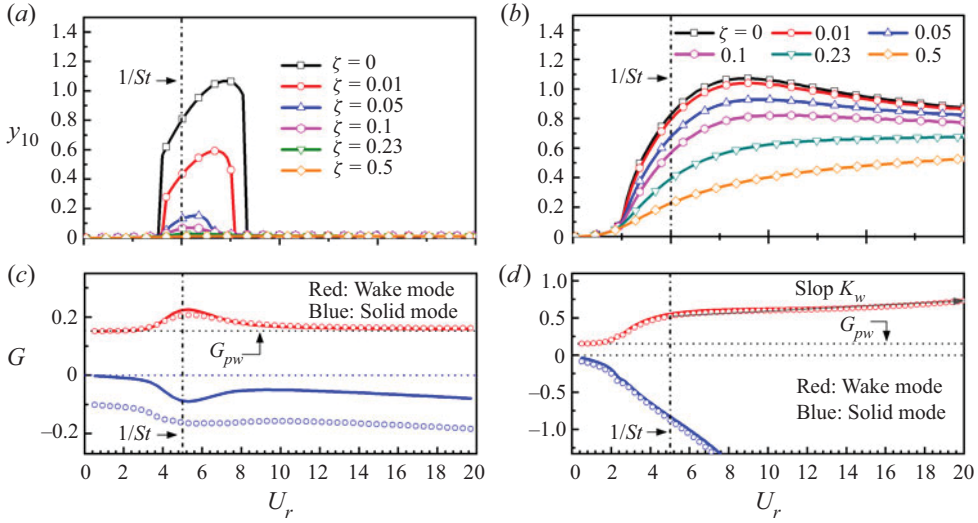 (a)
1.4
1.2
1.0
0.8
0.6
0.4
0.2
0
y10
1/St
ζ = 0
ζ = 0.01
ζ = 0.05
ζ = 0.1
ζ = 0.23
ζ = 0.5
(b)
1.4
1.2
1.0
0.8
0.6
0.4
0.2
0
1/St
ζ = 0 0.01 0.05
0.1 0.23 0.5
(c)
0.2
0
−0.2
G
Red: Wake mode
Blue: Solid mode
Gpw
1/St
0 2 4 6 8 10 12 14 16 18 20
Ur
(d)
1.0
0.5
0
−0.5
−1.0
Slop Kw
Gpw
Red: Wake mode
Blue: Solid mode
1/St
0 2 4 6 8 10 12 14 16 18 20
Ur